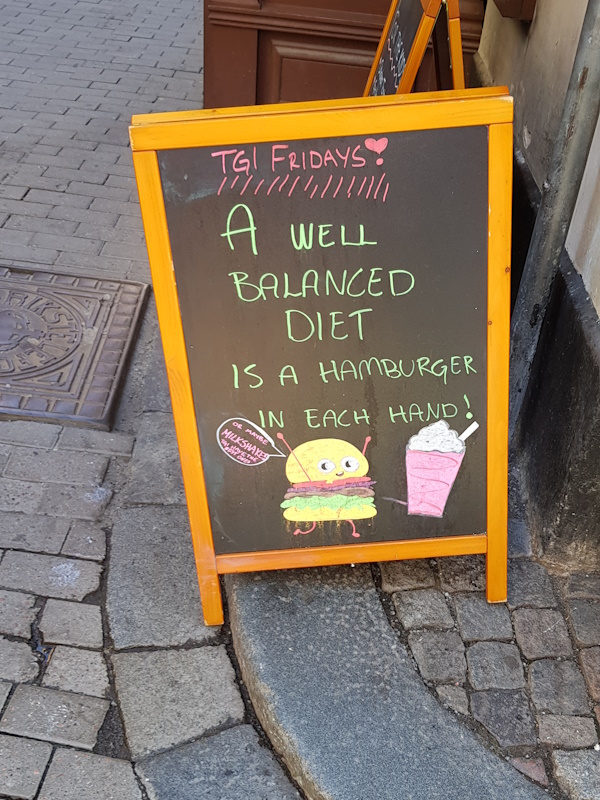 TGI FRIDAYS!
A WELL
BALANCED
DIET
IS A HAMBURGER
IN EACH HAND!
OR MAYBE
MILKSHAKES